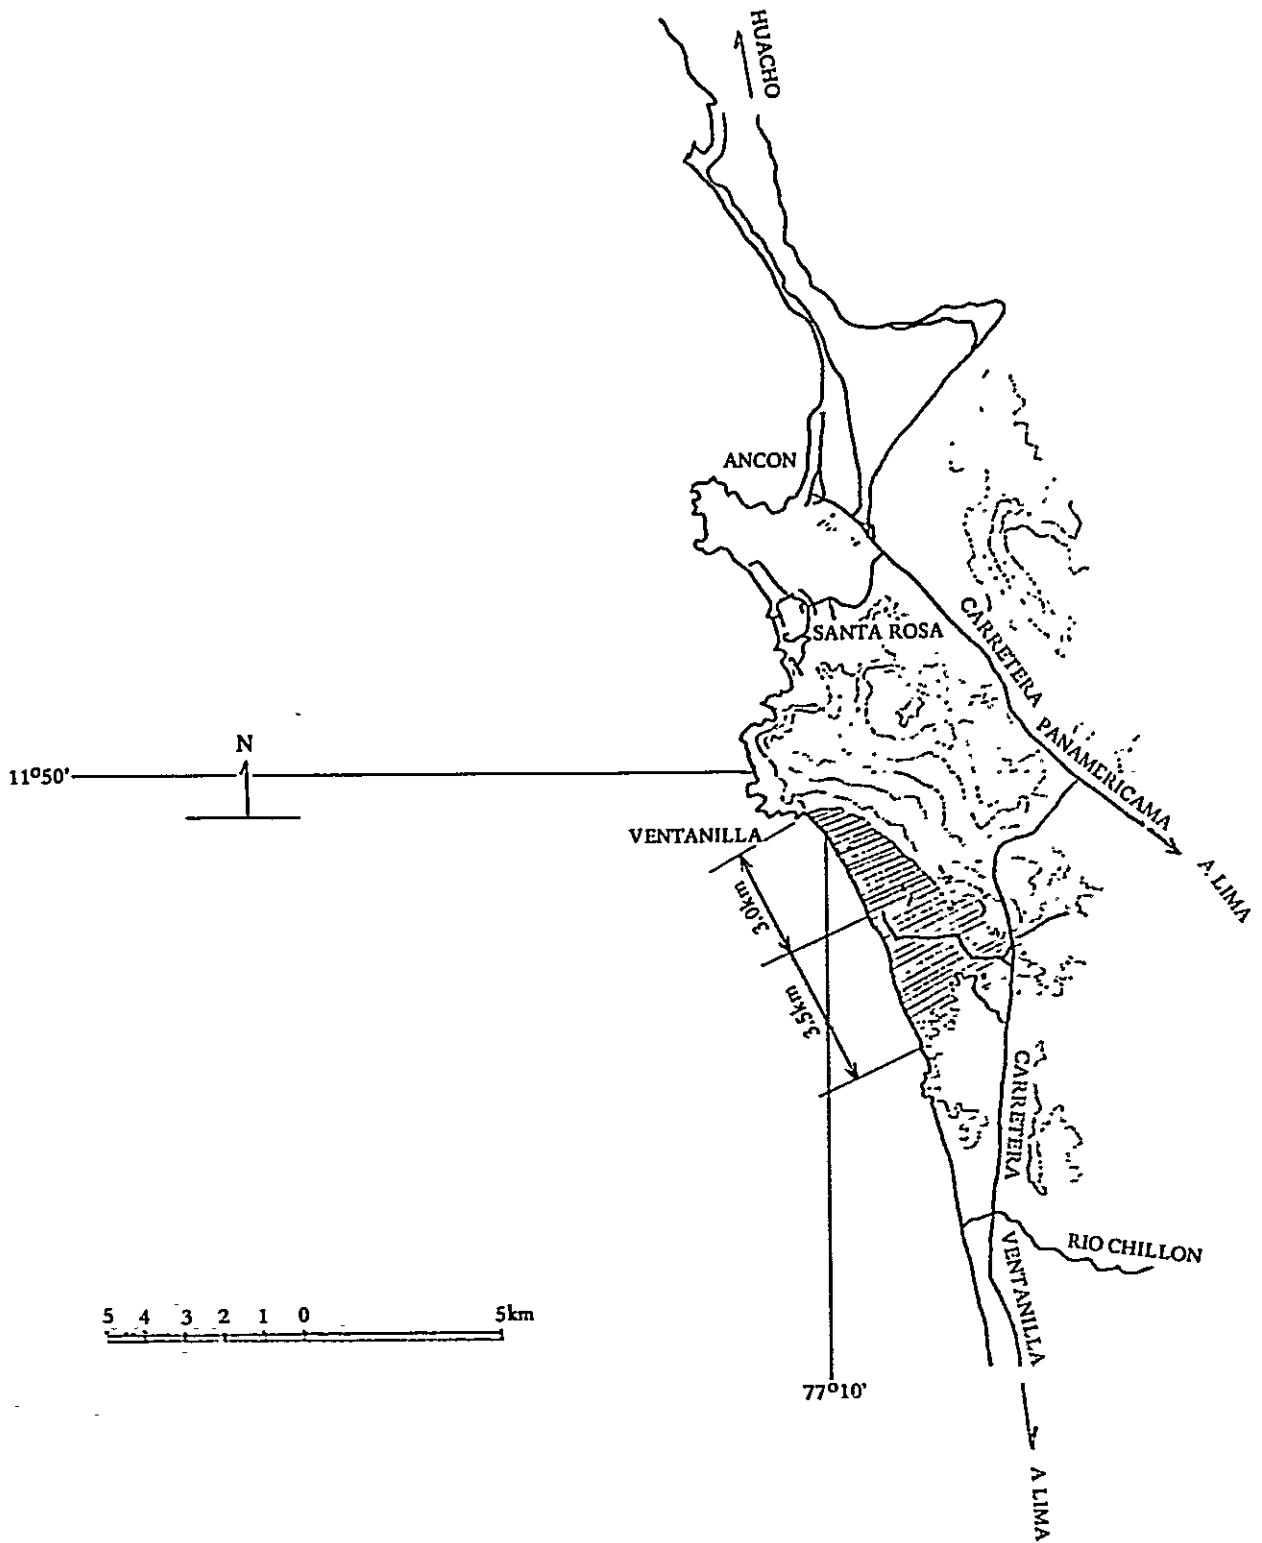 HUACHO
ANCON
SANTA ROSA
CARRETERA PANAMERICAMA
A LIMA
N
11°50'
VENTANILLA
3.0km
3.5km
CARRETERA VENTANILLA
RIO CHILLON
5 4 3 2 1 0 5km
77°10'
A LIMA